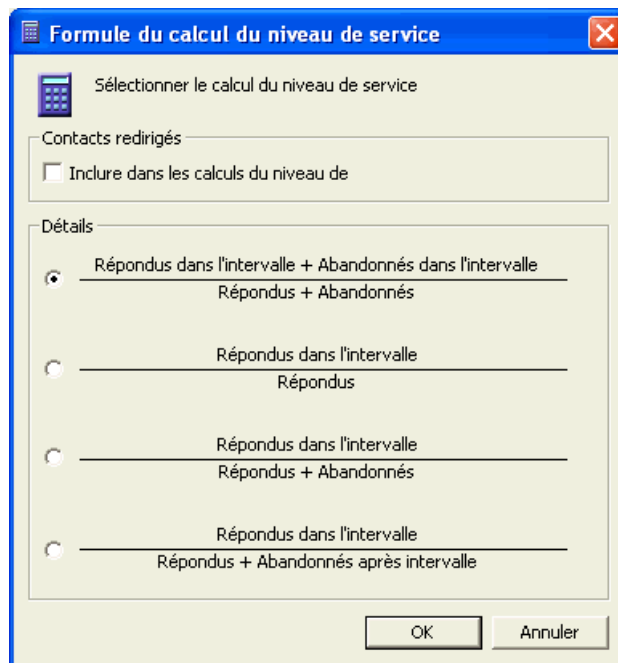 Formule du calcul du niveau de service
Sélectionner le calcul du niveau de service
Contacts redirigés
Inclure dans les calculs du niveau de
Détails
Répondus dans l'intervalle + Abandonnés dans l'intervalle
Répondus + Abandonnés
Répondus dans l'intervalle
Répondus
Répondus dans l'intervalle
Répondus + Abandonnés
Répondus dans l'intervalle
Répondus + Abandonnés après intervalle
OK
Annuler